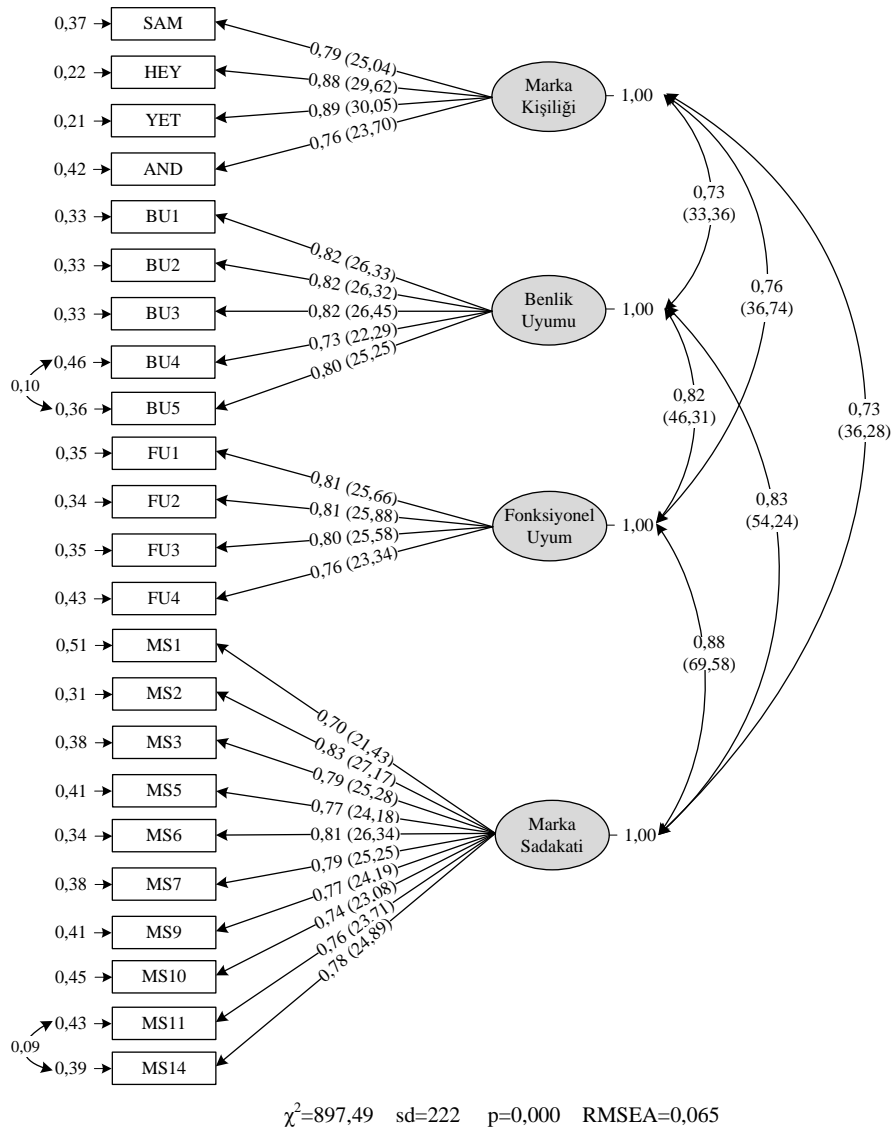 0,37 SAM 0,79 (25,04)
0,22 HEY 0,88 (29,62)
0,21 YET 0,89 (30,05)
0,42 AND 0,76 (23,70)
Marka
Kişiliği
1,00
0,33 BU1 0,82 (26,33)
0,33 BU2 0,82 (26,32)
0,33 BU3 0,82 (26,45)
0,46 BU4 0,73 (22,29)
0,10
0,36 BU5 0,80 (25,25)
Benlik
Uyumu
1,00
0,35 FU1 0,81 (25,66)
0,34 FU2 0,81 (25,88)
0,35 FU3 0,80 (25,58)
0,43 FU4 0,76 (23,34)
Fonksiyonel
Uyum
1,00
0,51 MS1 0,70 (21,43)
0,31 MS2 0,83 (27,17)
0,38 MS3 0,79 (25,28)
0,41 MS5 0,77 (24,18)
0,34 MS6 0,81 (26,34)
0,38 MS7 0,79 (25,25)
0,41 MS9 0,77 (24,19)
0,45 MS10 0,74 (23,08)
0,43 MS11 0,76 (23,71)
0,09
0,39 MS14 0,78 (24,89)
Marka
Sadakati
1,00
0,73
(33,36)
0,76
(36,74)
0,82
(46,31)
0,73
(36,28)
0,83
(54,24)
0,88
(69,58)
χ²=897,49 sd=222 p=0,000 RMSEA=0,065